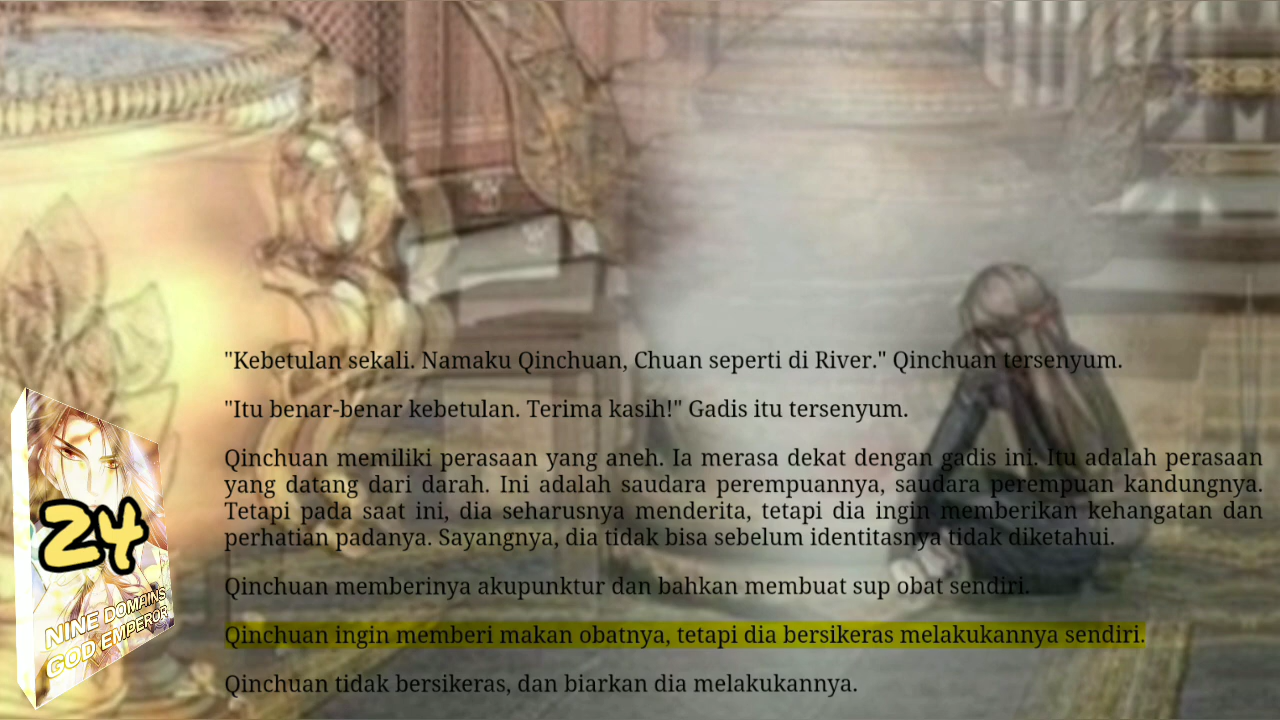 "Kebetulan sekali. Namaku Qinchuan, Chuan seperti di River." Qinchuan tersenyum.
"Itu benar-benar kebetulan. Terima kasih!" Gadis itu tersenyum.
Qinchuan memiliki perasaan yang aneh. Ia merasa dekat dengan gadis ini. Itu adalah perasaan
yang datang dari darah. Ini adalah saudara perempuannya, saudara perempuan kandungnya.
Tetapi pada saat ini, dia seharusnya menderita, tetapi dia ingin memberikan kehangatan dan
perhatian padanya. Sayangnya, dia tidak bisa sebelum identitasnya tidak diketahui.
Qinchuan memberinya akupunktur dan bahkan membuat sup obat sendiri.
Qinchuan ingin memberi makan obatnya, tetapi dia bersikeras melakukannya sendiri.
Qinchuan tidak bersikeras, dan biarkan dia melakukannya.
24
NINE DOMAINS
GOD EMPEROR